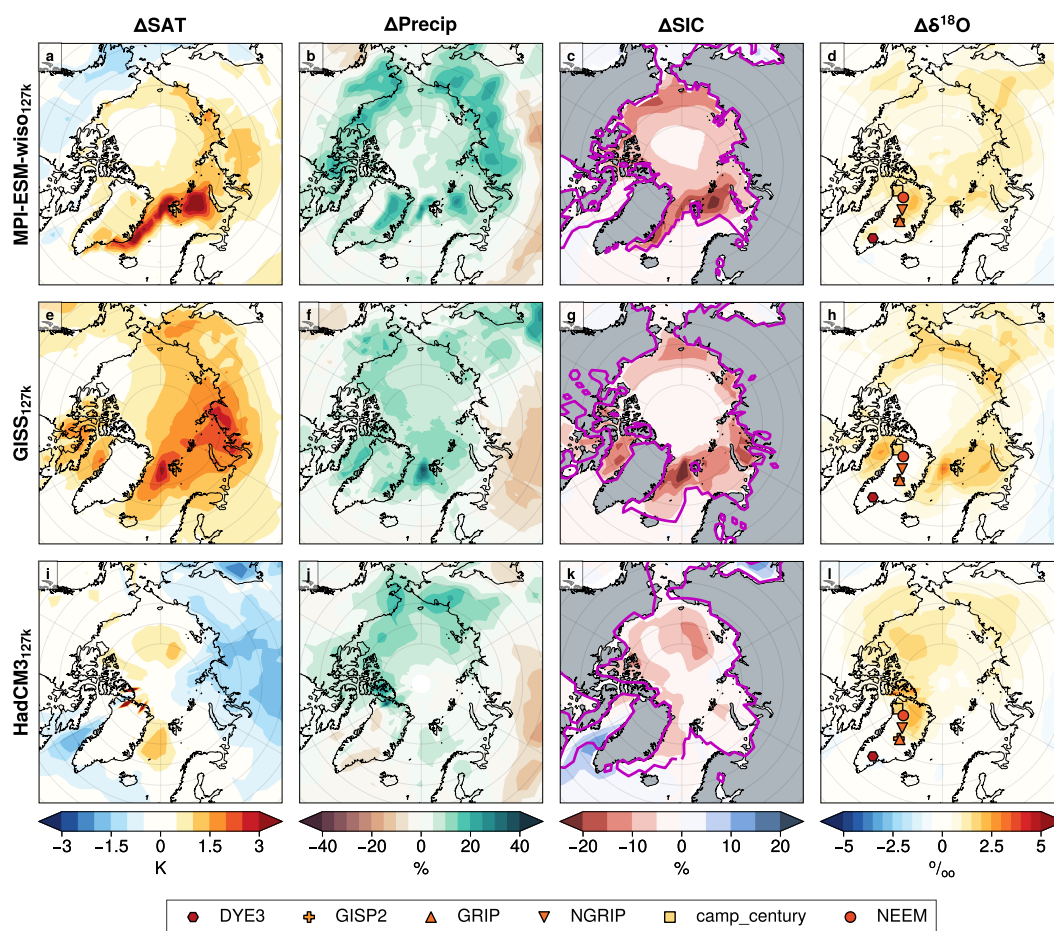 ΔSAT ΔPrecip ΔSIC Δδ¹⁸O
MPI-ESM-wiso₁₂₇ₖ
a b c d
GISS₁₂₇ₖ
e f g h
HadCM3₁₂₇ₖ
i j k l
−3 −1.5 0 1.5 3 −40 −20 0 20 40 −20 −10 0 10 20 −5 −2.5 0 2.5 5
K % % °/₀₀
DYE3 GISP2 GRIP NGRIP camp_century NEEM